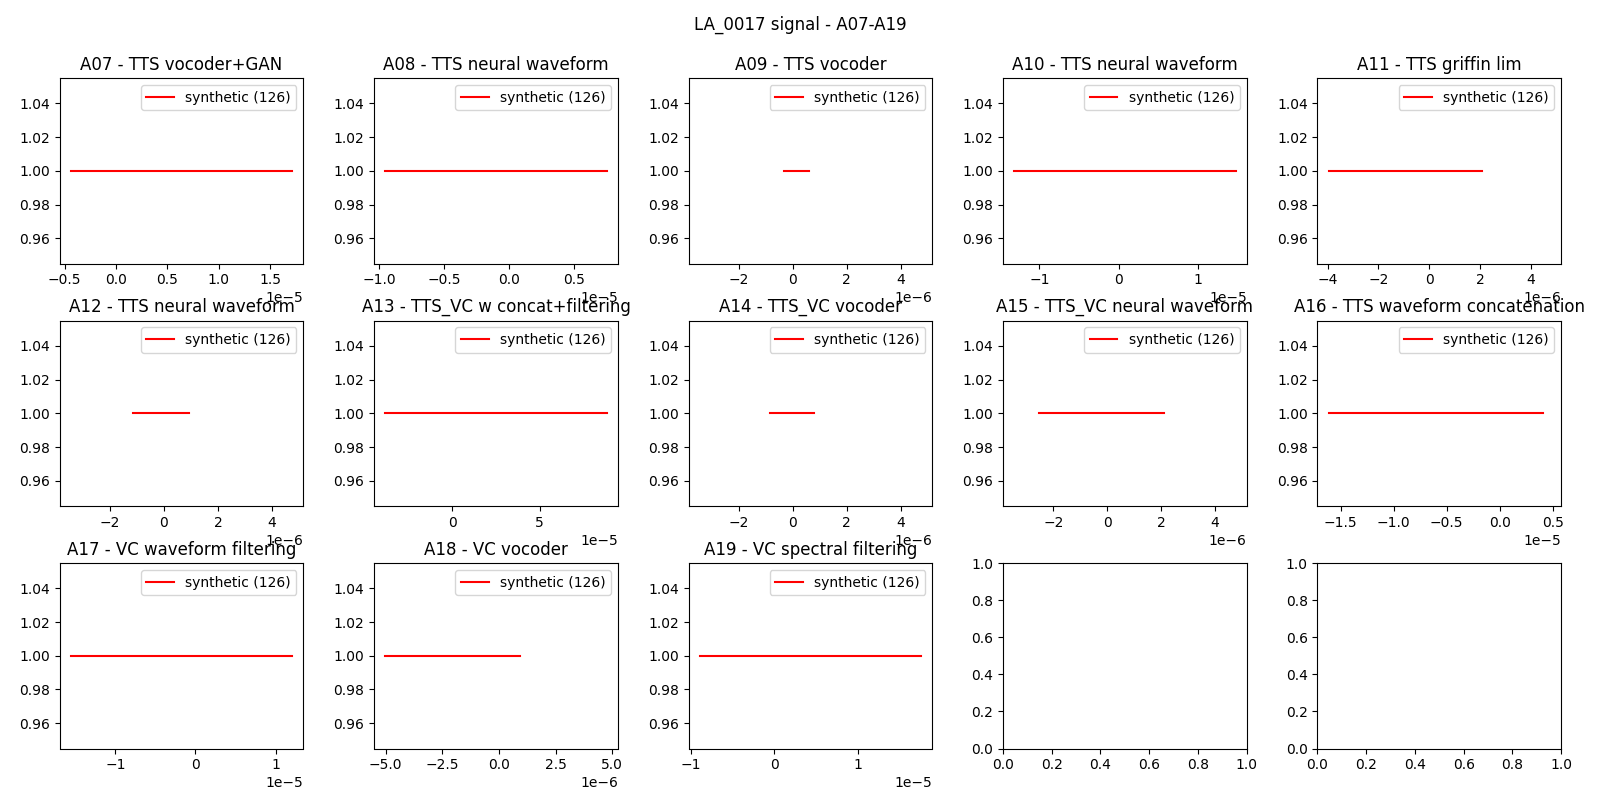 LA_0017 signal - A07-A19
A07 - TTS vocoder+GAN
A08 - TTS neural waveform
A09 - TTS vocoder
A10 - TTS neural waveform
A11 - TTS griffin lim
synthetic (126)
synthetic (126)
synthetic (126)
synthetic (126)
synthetic (126)
1.04 1.04 1.04 1.04 1.04
1.02 1.02 1.02 1.02 1.02
1.00 1.00 1.00 1.00 1.00
0.98 0.98 0.98 0.98 0.98
0.96 0.96 0.96 0.96 0.96
−0.5 0.0 0.5 1.0 1.5
−1.0 −0.5 0.0 0.5
−2 0 2 4
−1 0 1
−4 −2 0 2 4
1e−5
1e−5
1e−6
1e−5
1e−6
A12 - TTS neural waveform
A13 - TTS_VC w concat+filtering
A14 - TTS_VC vocoder
A15 - TTS_VC neural waveform
A16 - TTS waveform concatenation
synthetic (126)
synthetic (126)
synthetic (126)
synthetic (126)
synthetic (126)
1.04 1.04 1.04 1.04 1.04
1.02 1.02 1.02 1.02 1.02
1.00 1.00 1.00 1.00 1.00
0.98 0.98 0.98 0.98 0.98
0.96 0.96 0.96 0.96 0.96
−2 0 2 4
0 5
−2 0 2 4
−2 0 2 4
−1.5 −1.0 −0.5 0.0 0.5
1e−6
1e−5
1e−6
1e−6
1e−5
A17 - VC waveform filtering
A18 - VC vocoder
A19 - VC spectral filtering
synthetic (126)
synthetic (126)
synthetic (126)
1.04 1.04 1.04 1.0 1.0
1.02 1.02 1.02 0.8 0.8
1.00 1.00 1.00 0.6 0.6
0.98 0.98 0.98 0.4 0.4
0.96 0.96 0.96 0.2 0.2
0.0 0.0
−1 0 1
−5.0 −2.5 0.0 2.5 5.0
−1 0 1
0.0 0.2 0.4 0.6 0.8 1.0
0.0 0.2 0.4 0.6 0.8 1.0
1e−5
1e−6
1e−5